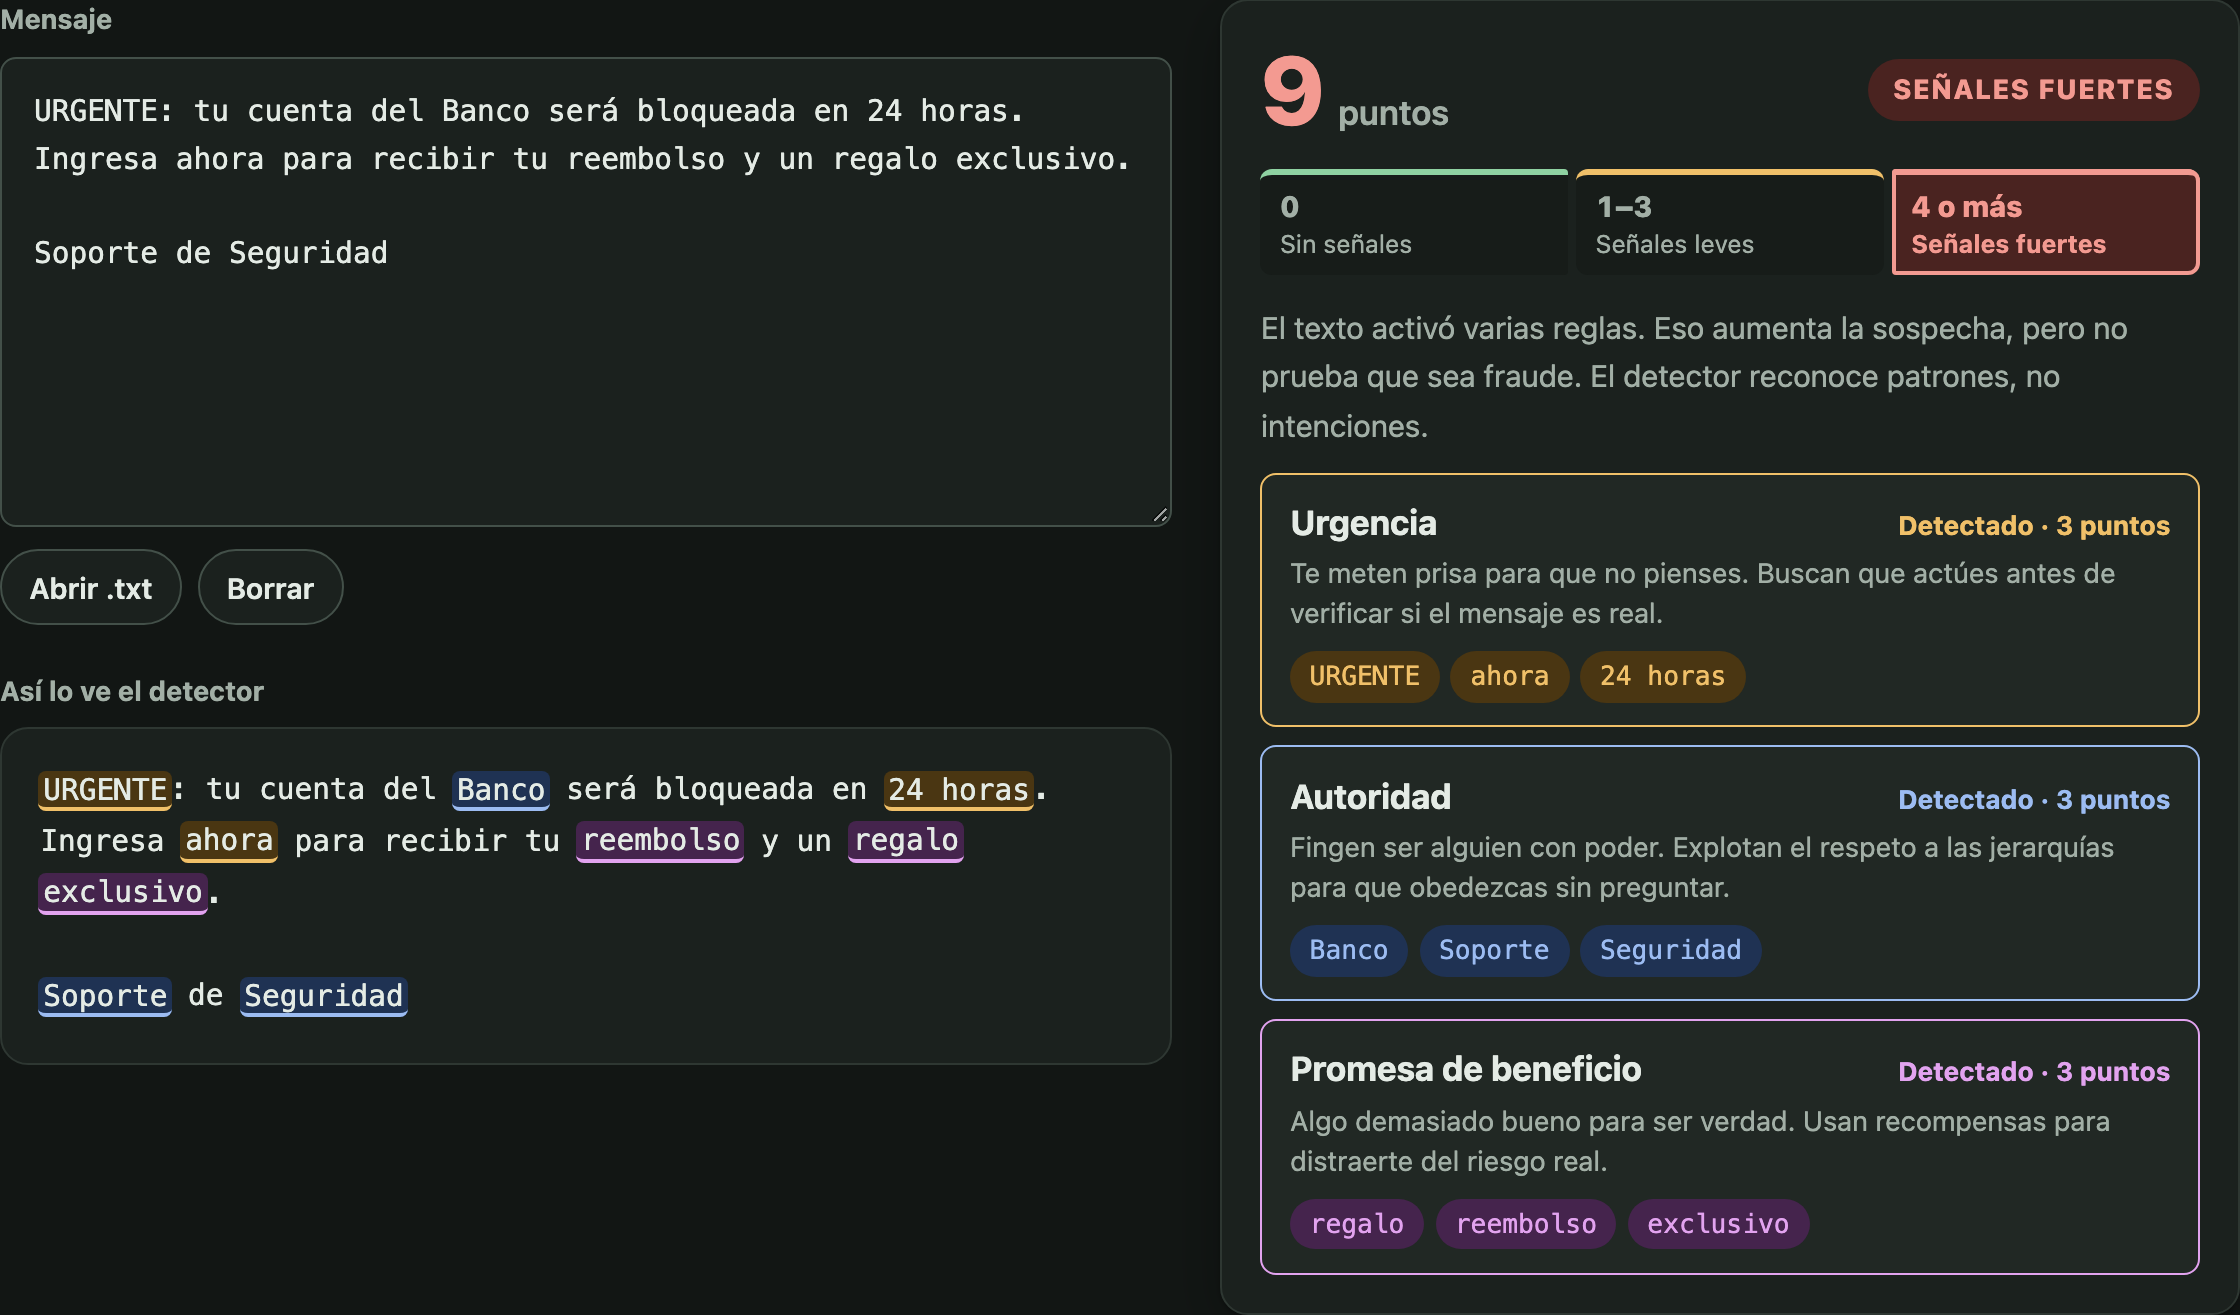 Mensaje
URGENTE: tu cuenta del Banco será bloqueada en 24 horas.
Ingresa ahora para recibir tu reembolso y un regalo exclusivo.
Soporte de Seguridad
Abrir .txt
Borrar
Así lo ve el detector
URGENTE: tu cuenta del Banco será bloqueada en 24 horas.
Ingresa ahora para recibir tu reembolso y un regalo
exclusivo.
Soporte de Seguridad
9 puntos
SEÑALES FUERTES
0
Sin señales
1–3
Señales leves
4 o más
Señales fuertes
El texto activó varias reglas. Eso aumenta la sospecha, pero no
prueba que sea fraude. El detector reconoce patrones, no
intenciones.
Urgencia
Detectado · 3 puntos
Te meten prisa para que no pienses. Buscan que actúes antes de
verificar si el mensaje es real.
URGENTE ahora 24 horas
Autoridad
Detectado · 3 puntos
Fingen ser alguien con poder. Explotan el respeto a las jerarquías
para que obedezcas sin preguntar.
Banco Soporte Seguridad
Promesa de beneficio
Detectado · 3 puntos
Algo demasiado bueno para ser verdad. Usan recompensas para
distraerte del riesgo real.
regalo reembolso exclusivo